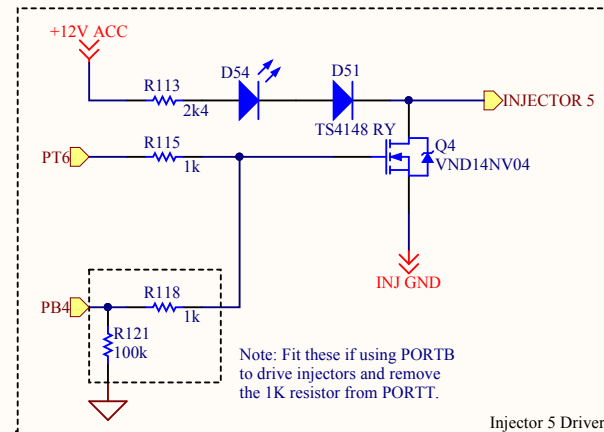 +12V ACC
R113
2k4
D54
D51
TS4148 RY
INJECTOR 5
PT6
R115
1k
Q4
VND14NV04
INJ GND
PB4
R118
1k
R121
100k
Note: Fit these if using PORTB
to drive injectors and remove
the 1K resistor from PORTT.
Injector 5 Driver